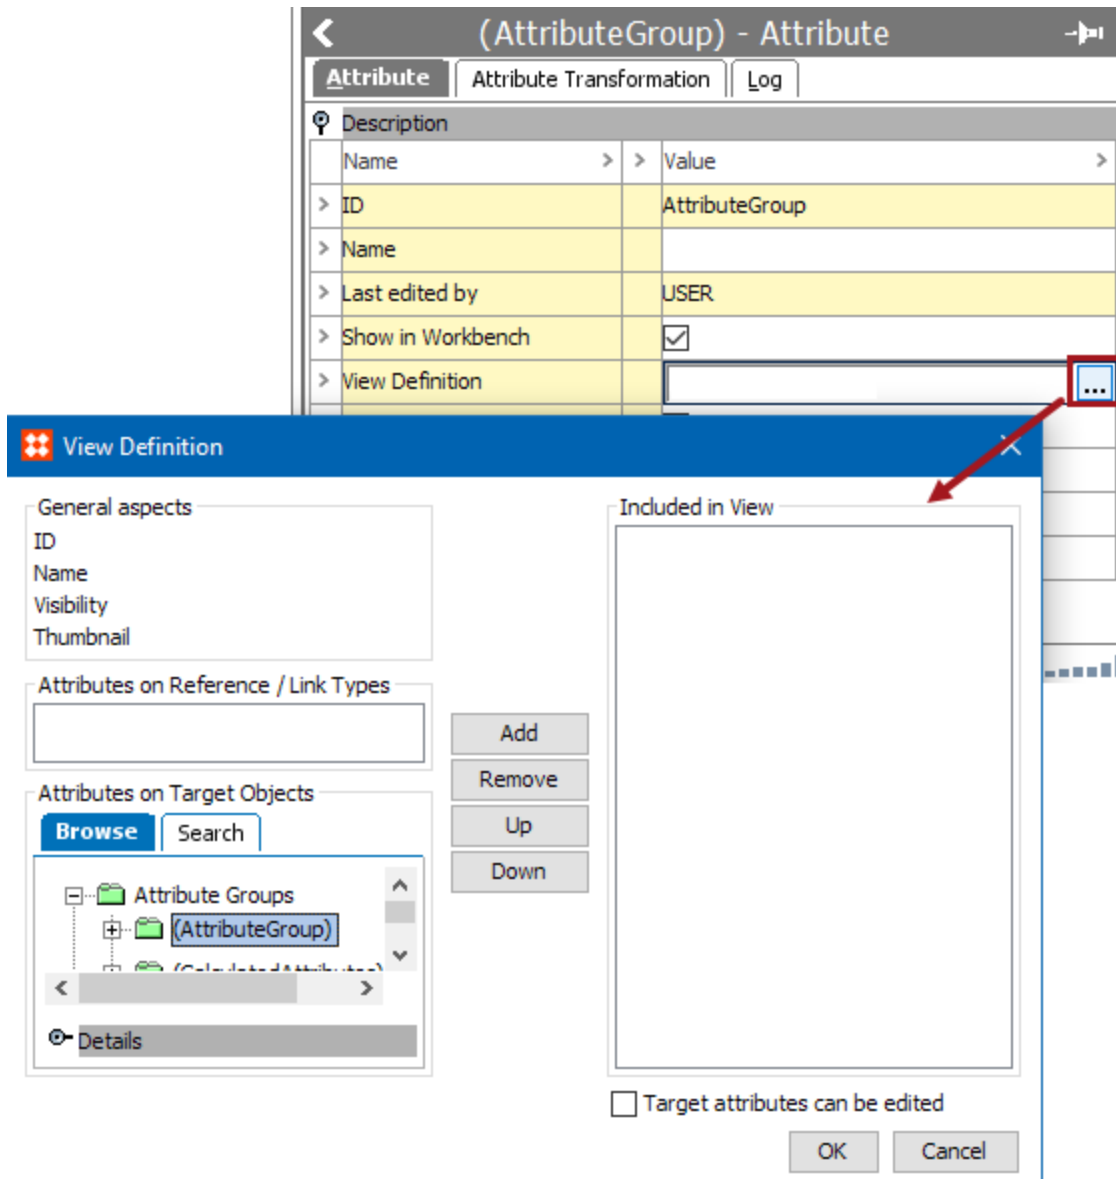 (AttributeGroup) - Attribute
Attribute Attribute Transformation Log
Description
Name Value
ID AttributeGroup
Name
Last edited by USER
Show in Workbench
View Definition ...
View Definition
General aspects
ID
Name
Visibility
Thumbnail
Attributes on Reference / Link Types
Attributes on Target Objects
Browse Search
Attribute Groups
(AttributeGroup)
(CalculatedAttributes)
Details
Add
Remove
Up
Down
Included in View
Target attributes can be edited
OK Cancel